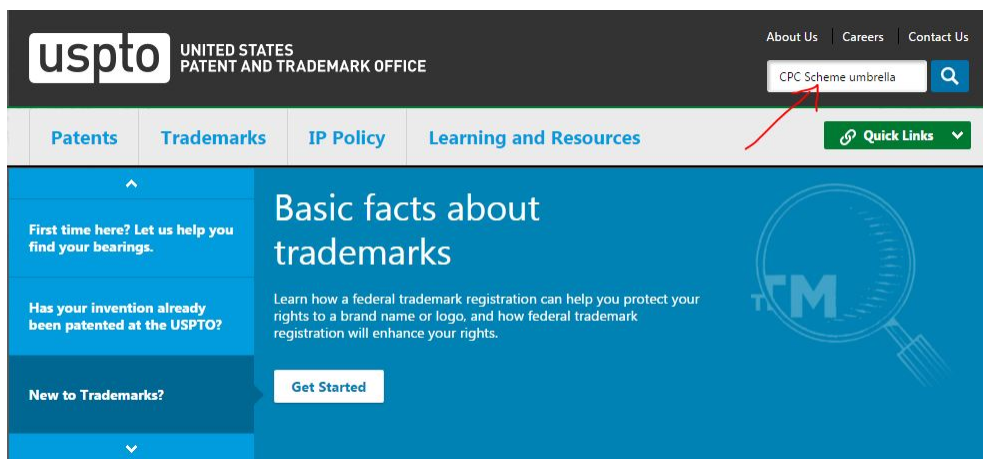 About Us Careers Contact Us
uspto UNITED STATES
PATENT AND TRADEMARK OFFICE
CPC Scheme umbrella
Patents Trademarks IP Policy Learning and Resources Quick Links
First time here? Let us help you
find your bearings.
Has your invention already
been patented at the USPTO?
New to Trademarks?
Basic facts about
trademarks
Learn how a federal trademark registration can help you protect your
rights to a brand name or logo, and how federal trademark
registration will enhance your rights.
Get Started
TM